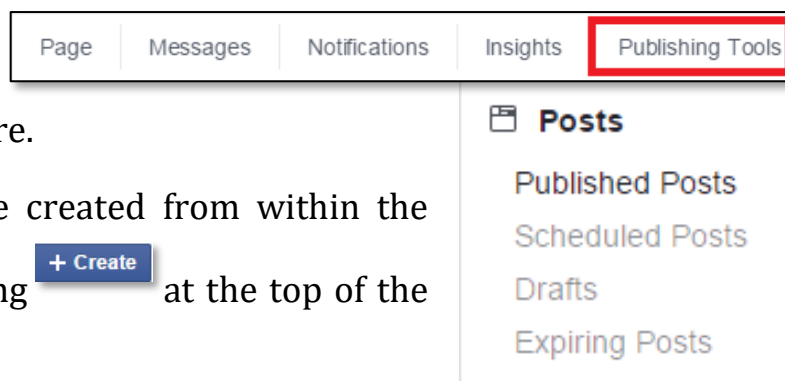 Page Messages Notifications Insights Publishing Tools
re.
e created from within the
ng + Create at the top of the
Posts
Published Posts
Scheduled Posts
Drafts
Expiring Posts